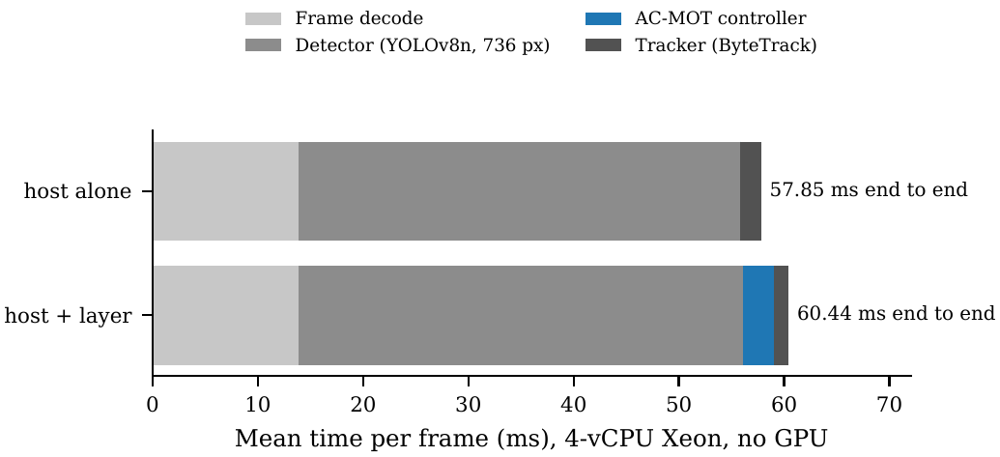 Frame decode
Detector (YOLOv8n, 736 px)
AC-MOT controller
Tracker (ByteTrack)
host alone
57.85 ms end to end
host + layer
60.44 ms end to end
0 10 20 30 40 50 60 70
Mean time per frame (ms), 4-vCPU Xeon, no GPU